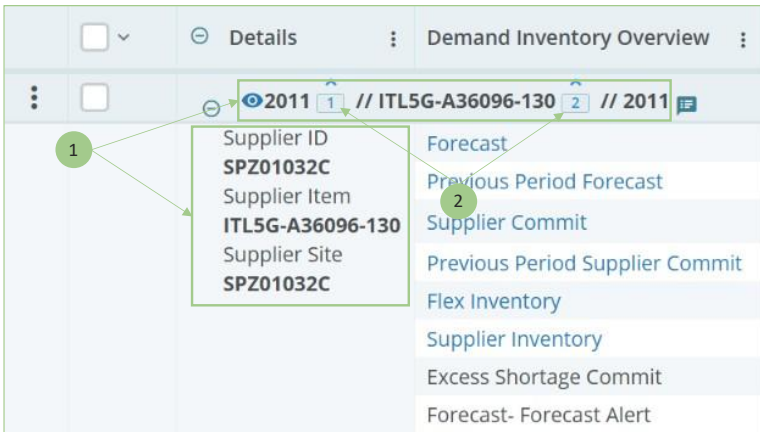 Details
Demand Inventory Overview
2011 1 // ITL5G-A36096-130 2 // 2011
1
Supplier ID
SPZ01032C
Supplier Item
ITL5G-A36096-130
Supplier Site
SPZ01032C
2
Forecast
Previous Period Forecast
Supplier Commit
Previous Period Supplier Commit
Flex Inventory
Supplier Inventory
Excess Shortage Commit
Forecast- Forecast Alert